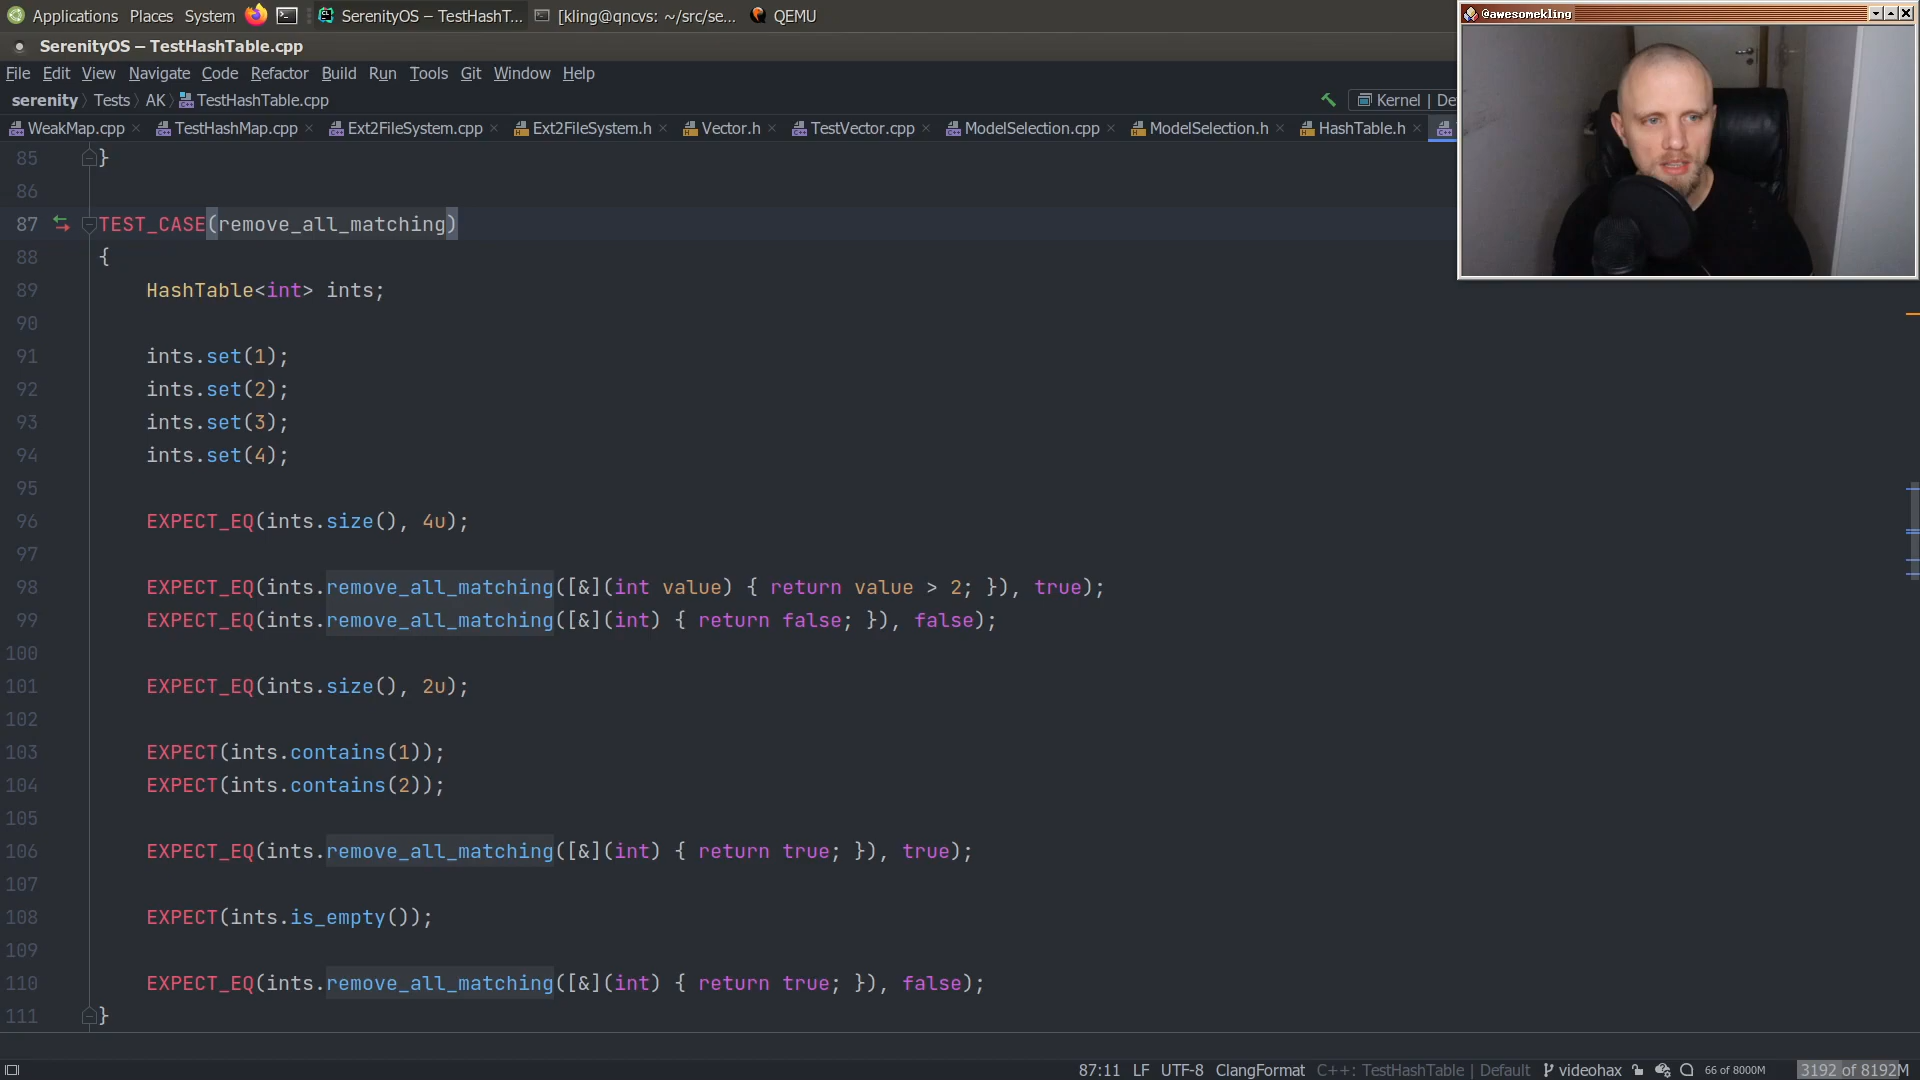 Applications Places System SerenityOS – TestHashT... [kling@qncvs: ~/src/se... QEMU
@awesomekling
SerenityOS – TestHashTable.cpp
File Edit View Navigate Code Refactor Build Run Tools Git Window Help
serenity Tests AK TestHashTable.cpp Kernel | De
WeakMap.cpp TestHashMap.cpp Ext2FileSystem.cpp Ext2FileSystem.h Vector.h TestVector.cpp ModelSelection.cpp ModelSelection.h HashTable.h
85 }
86
87 TEST_CASE(remove_all_matching)
88 {
89 HashTable<int> ints;
90
91 ints.set(1);
92 ints.set(2);
93 ints.set(3);
94 ints.set(4);
95
96 EXPECT_EQ(ints.size(), 4u);
97
98 EXPECT_EQ(ints.remove_all_matching([&](int value) { return value > 2; }), true);
99 EXPECT_EQ(ints.remove_all_matching([&](int) { return false; }), false);
100
101 EXPECT_EQ(ints.size(), 2u);
102
103 EXPECT(ints.contains(1));
104 EXPECT(ints.contains(2));
105
106 EXPECT_EQ(ints.remove_all_matching([&](int) { return true; }), true);
107
108 EXPECT(ints.is_empty());
109
110 EXPECT_EQ(ints.remove_all_matching([&](int) { return true; }), false);
111 }
87:11 LF UTF-8 ClangFormat C++: TestHashTable | Default videohax 66 of 8000M 3192 of 8192M